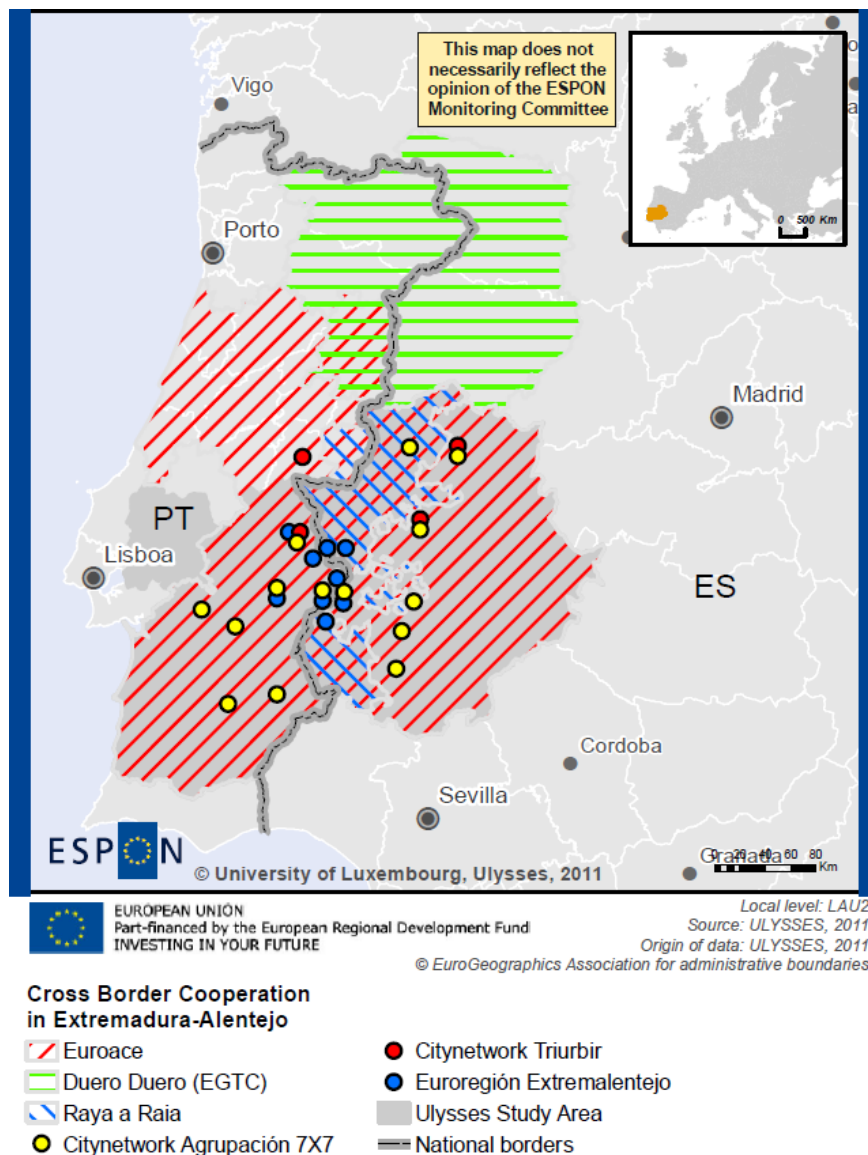 This map does not
necessarily reflect the
opinion of the ESPON
Monitoring Committee
Vigo
0 500 Km
Porto
Madrid
PT
Lisboa
ES
Cordoba
Sevilla
Granada
0 20 40 60 80
Km
ESPON
© University of Luxembourg, Ulysses, 2011
EUROPEAN UNION
Part-financed by the European Regional Development Fund
INVESTING IN YOUR FUTURE
Local level: LAU2
Source: ULYSSES, 2011
Origin of data: ULYSSES, 2011
© EuroGeographics Association for administrative boundaries
Cross Border Cooperation
in Extremadura-Alentejo
Euroace
Duero Duero (EGTC)
Raya a Raia
Citynetwork Agrupación 7X7
Citynetwork Triurbir
Euroregión Extremalentejo
Ulysses Study Area
National borders